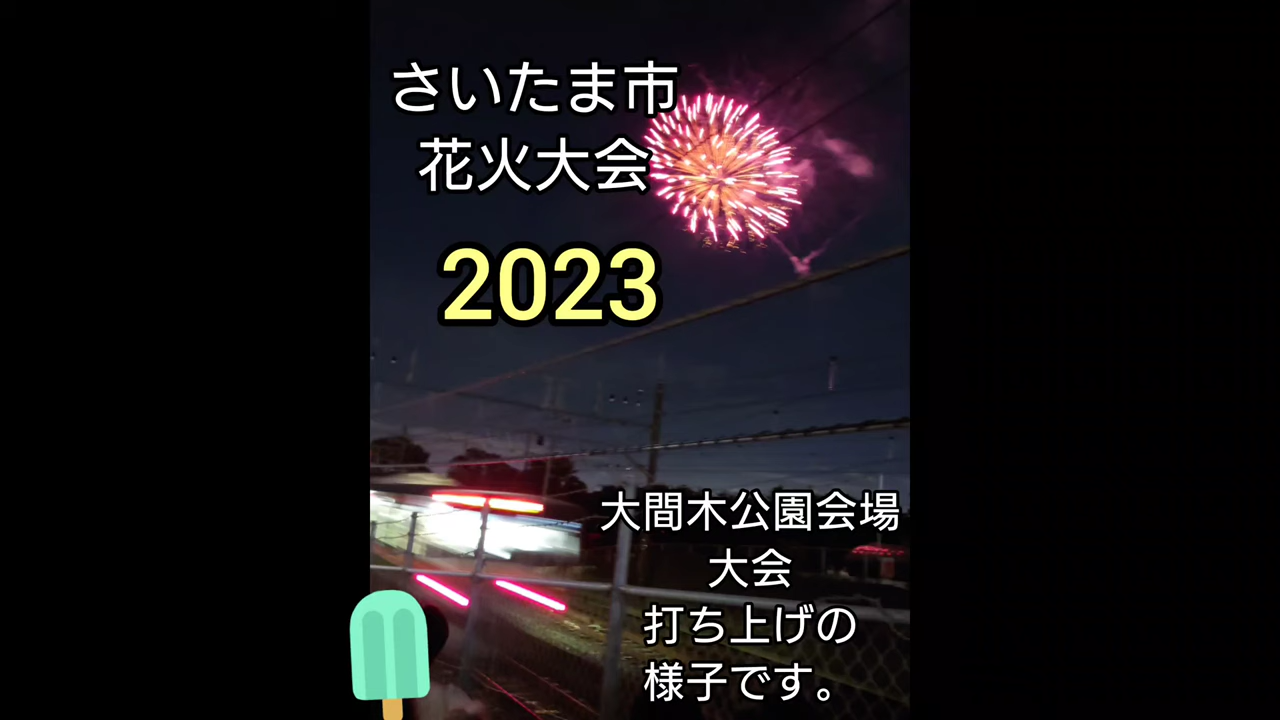 さいたま市
花火大会
2023
大間木公園会場
大会
打ち上げの
様子です。